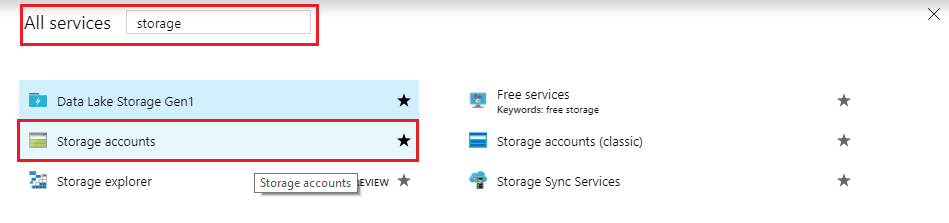 All services storage
Data Lake Storage Gen1
Free services
Keywords: free storage
Storage accounts
Storage accounts (classic)
Storage explorer
Storage accounts
Storage Sync Services